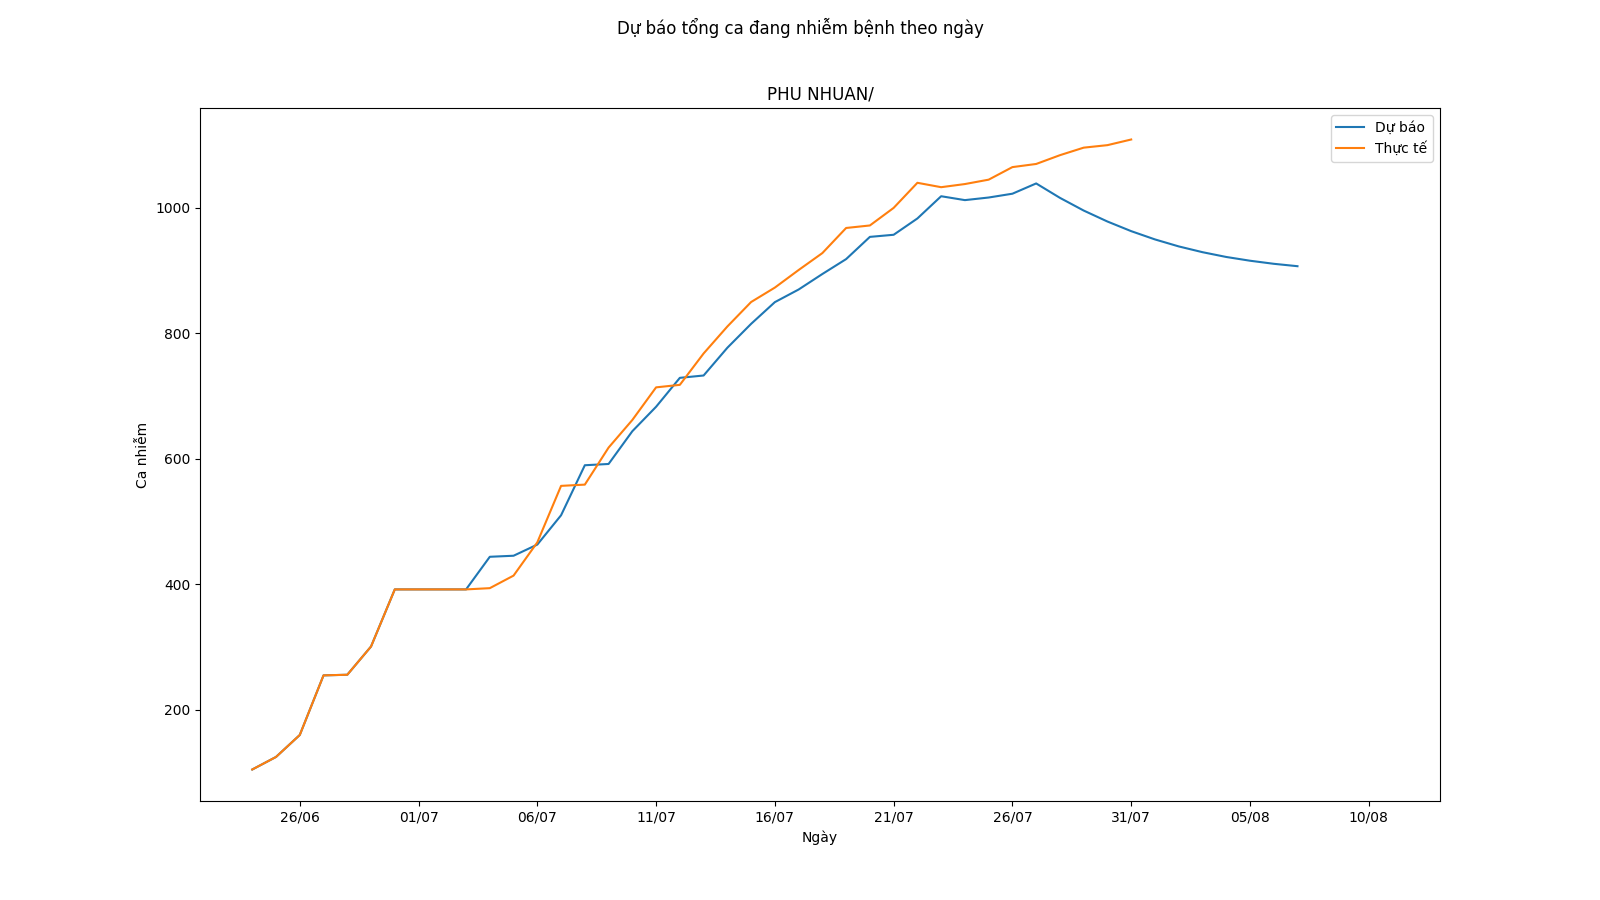 Dự báo tổng ca đang nhiễm bệnh theo ngày
PHU NHUAN/
Dự báo
Thực tế
1000
800
600
400
200
Ca nhiễm
26/06 01/07 06/07 11/07 16/07 21/07 26/07 31/07 05/08 10/08
Ngày